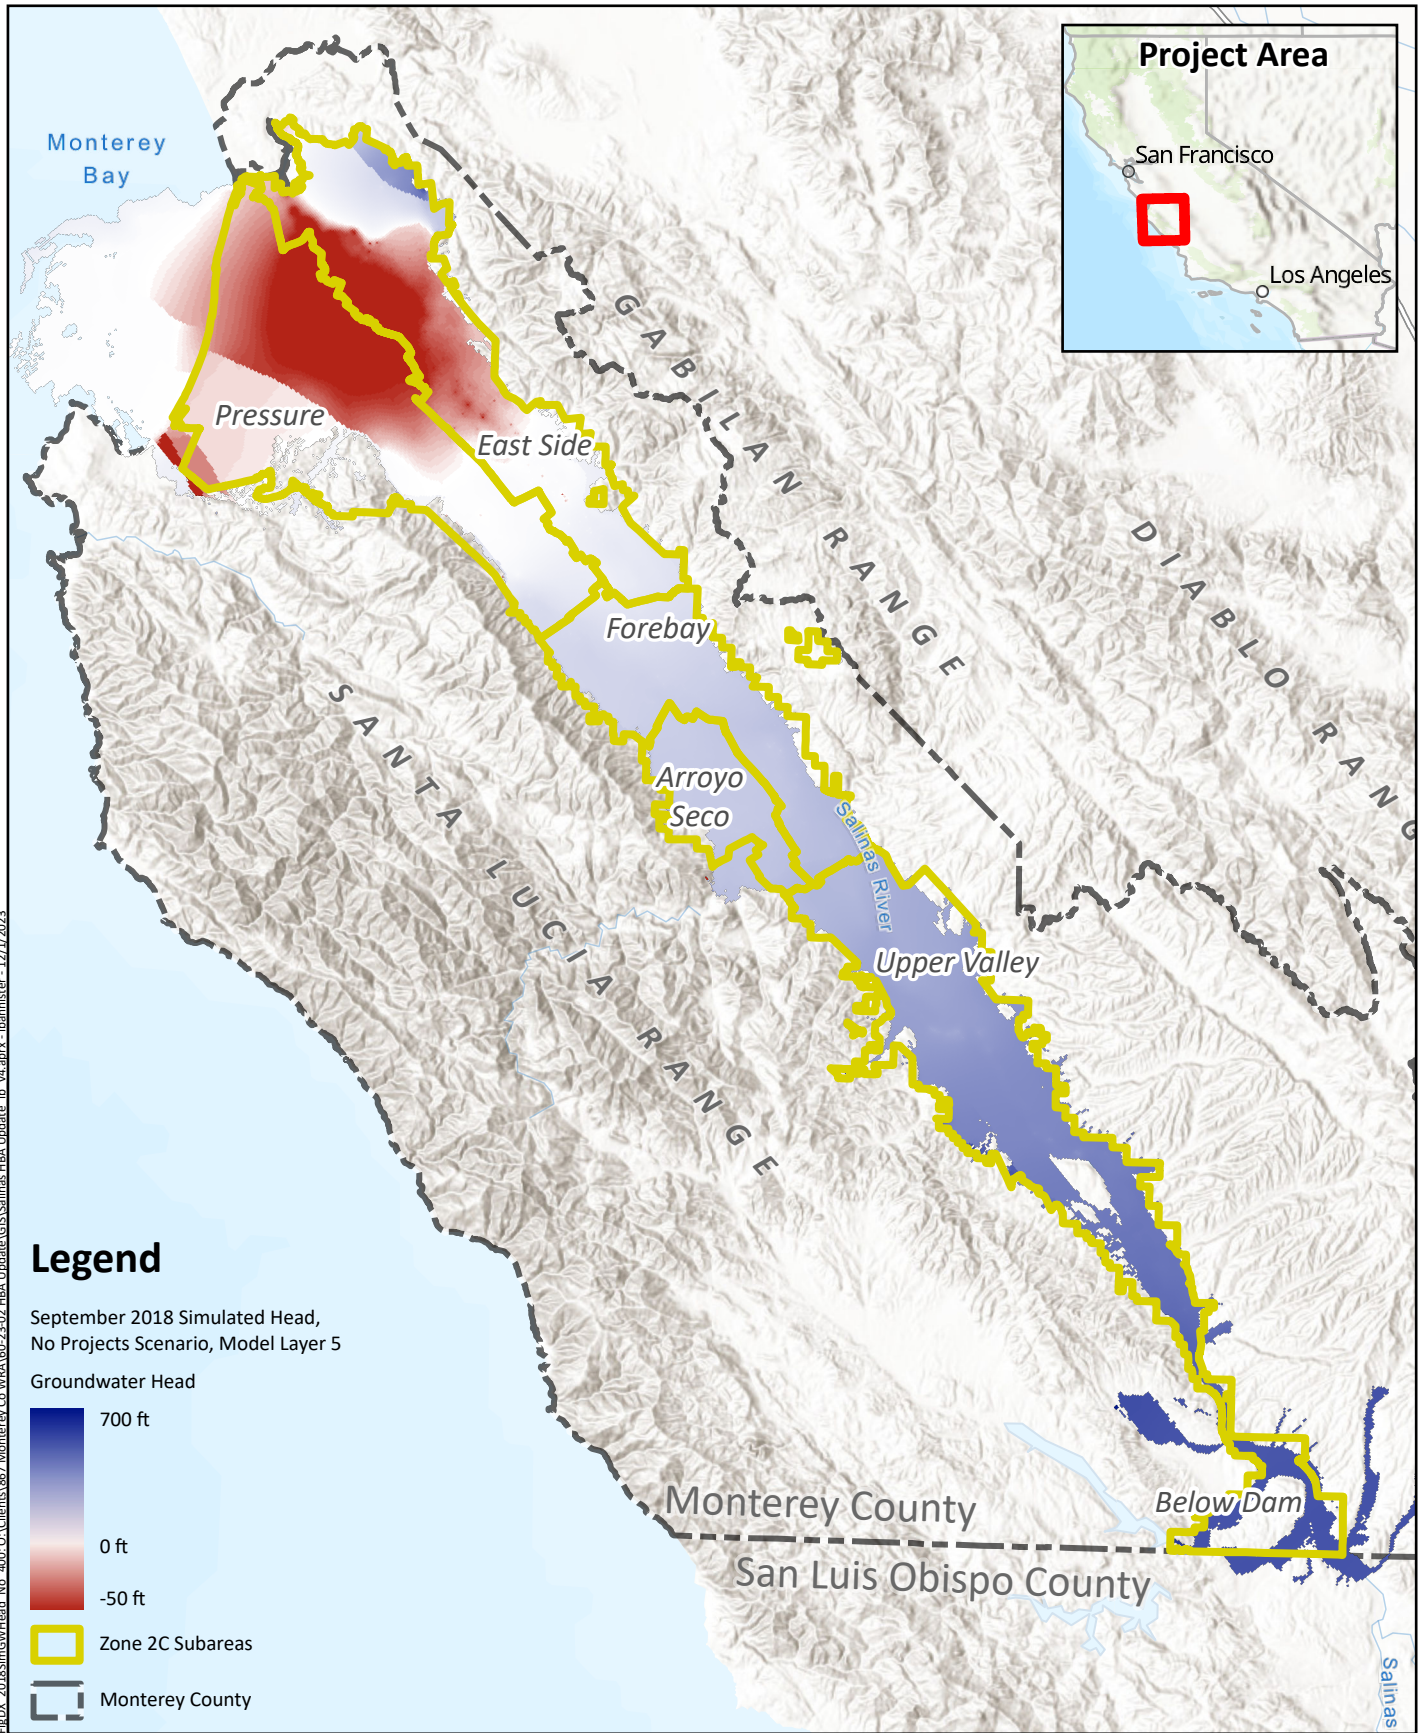 Project Area
San Francisco
Los Angeles
Monterey
Bay
GABILAN RANGE
DIABLO RANG
Pressure
East Side
Forebay
SANTA LUCIA RANGE
Arroyo
Seco
Salinas River
Upper Valley
Below Dam
Monterey County
San Luis Obispo County
Salinas
Legend
September 2018 Simulated Head,
No Projects Scenario, Model Layer 5
Groundwater Head
700 ft
0 ft
-50 ft
Zone 2C Subareas
Monterey County